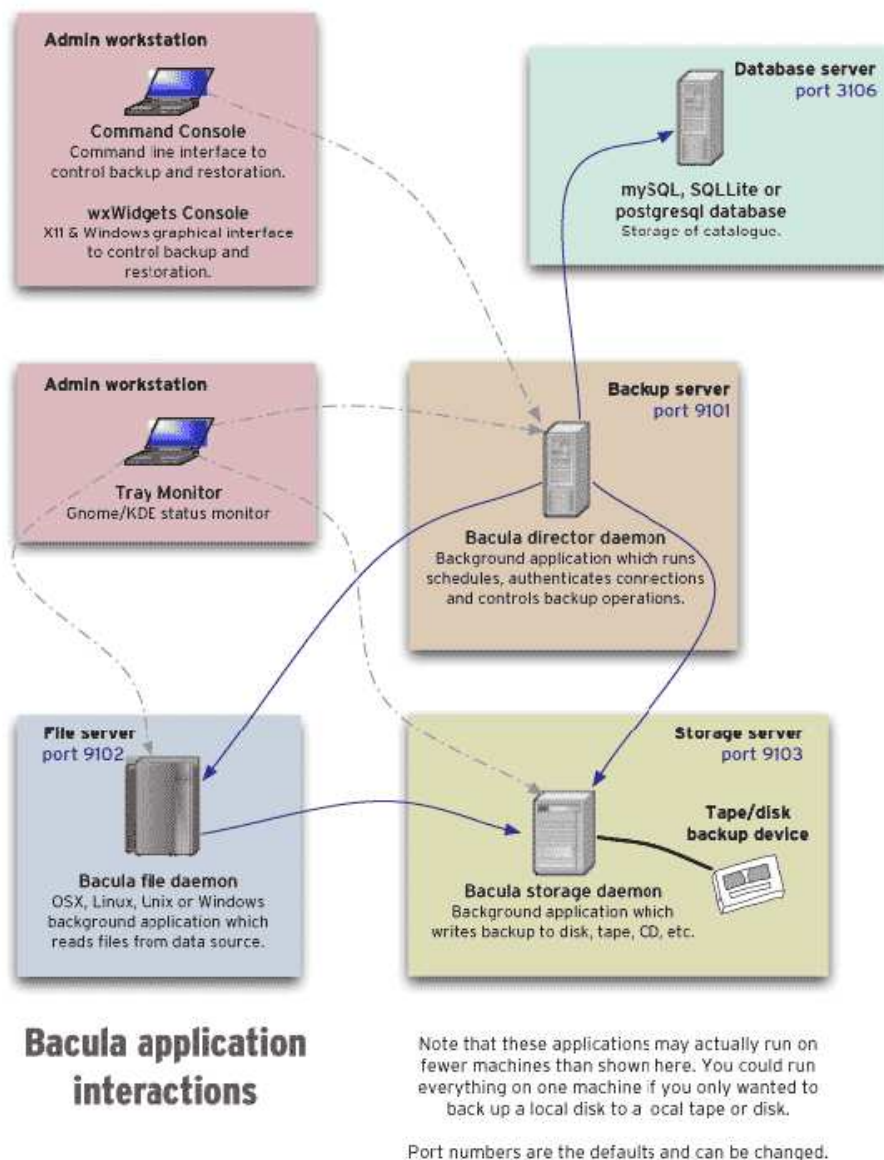 Admin workstation
Command Console
Command line interface to
control backup and restoration.
wxWidgets Console
X11 & Windows graphical interface
to control backup and
restoration.
Database server
port 3106
mySQL, SQLLite or
postgresql database
Storage of catalogue.
Admin workstation
Tray Monitor
Gnome/KDE status monitor
Backup server
port 9101
Bacula director daemon
Background application which runs
schedules, authenticates connections
and controls backup operations.
File server
port 9102
Bacula file daemon
OSX, Linux, Unix or Windows
background application which
reads files from data source.
Storage server
port 9103
Tape/disk
backup device
Bacula storage daemon
Background application which
writes backup to disk, tape, CD, etc.
Bacula application
interactions
Note that these applications may actually run on
fewer machines than shown here. You could run
everything on one machine if you only wanted to
back up a local disk to a local tape or disk.
Port numbers are the defaults and can be changed.